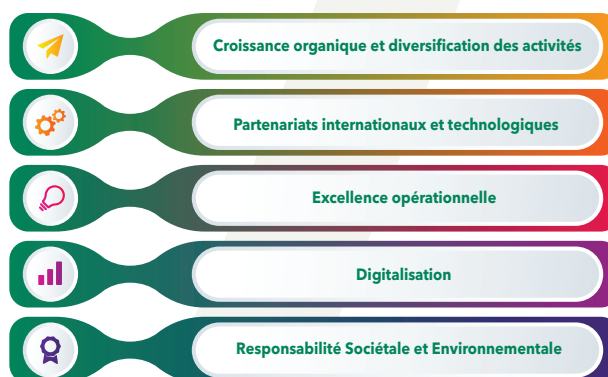 Croissance organique et diversification des activités
Partenariats internationaux et technologiques
Excellence opérationnelle
Digitalisation
Responsabilité Sociétale et Environnementale